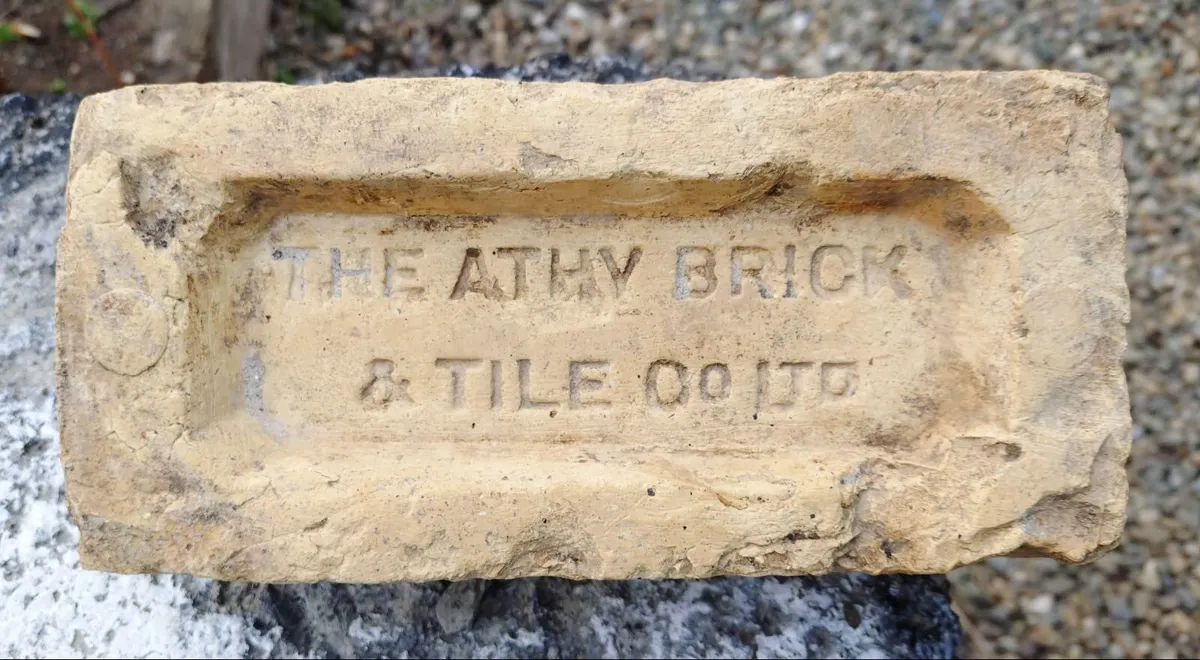 THE ATHY BRICK
& TILE Co LTD